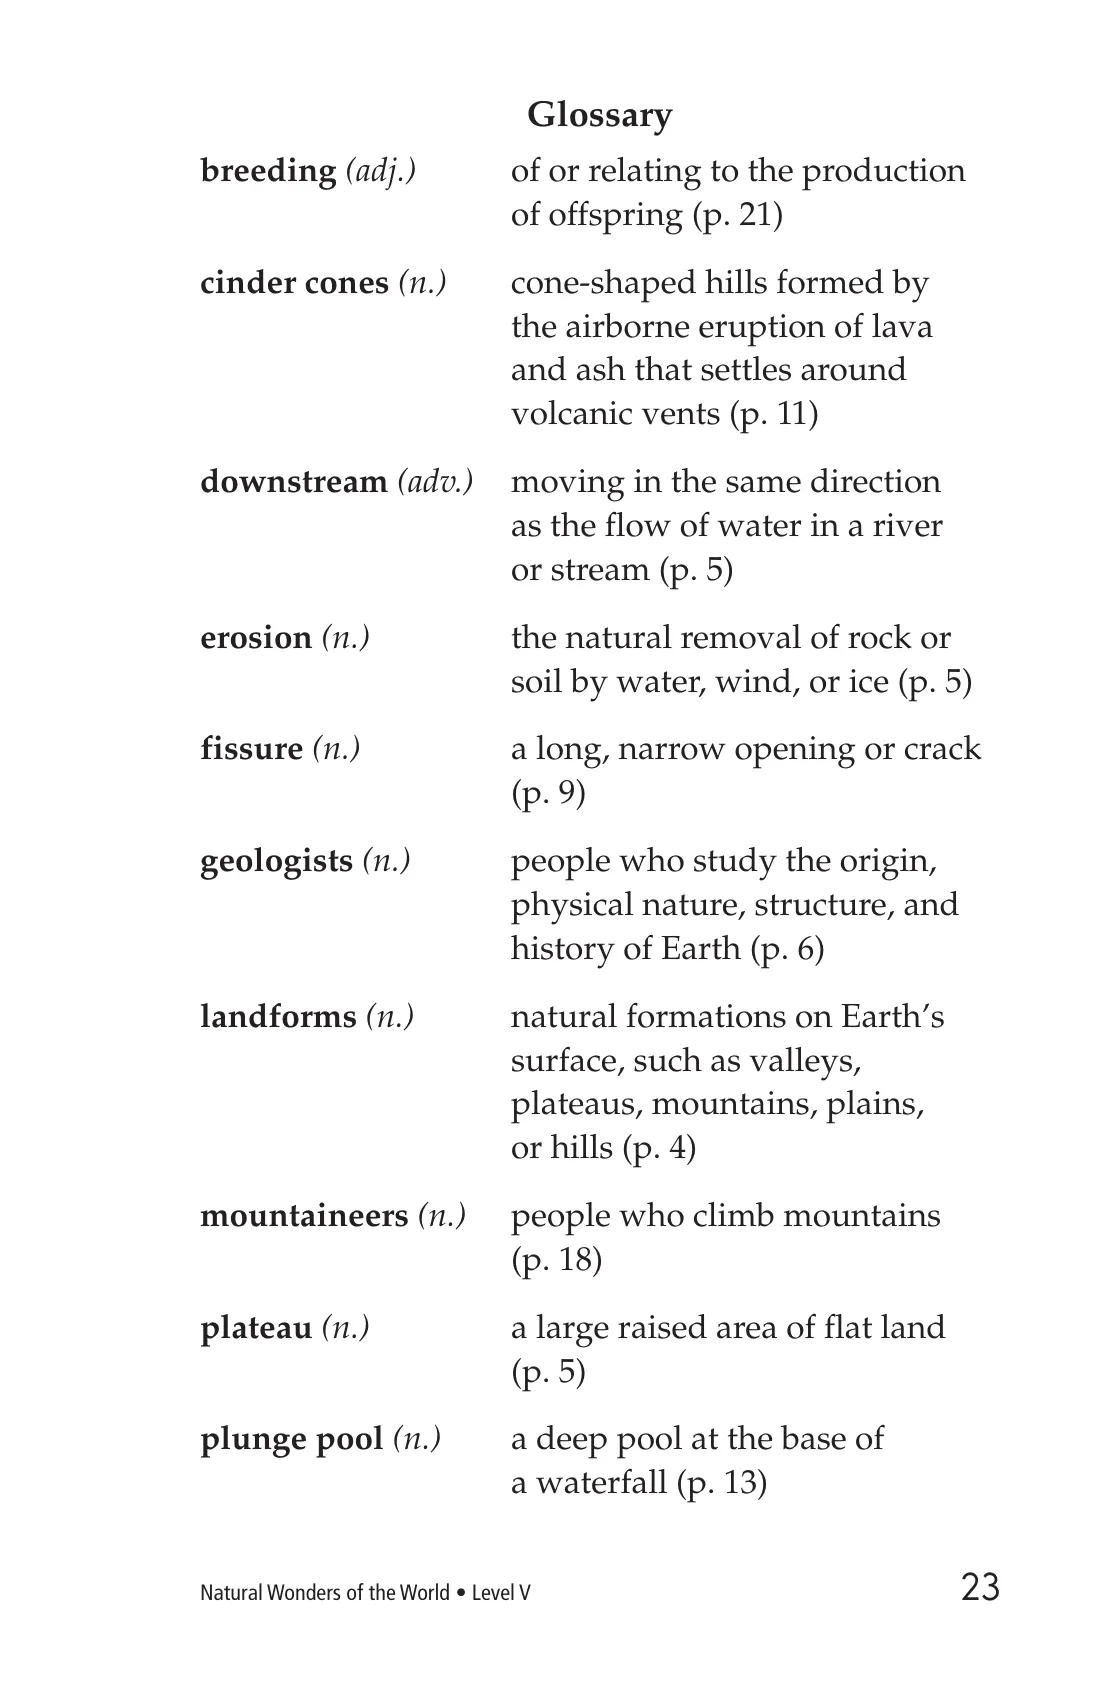 Glossary
breeding (adj.) of or relating to the production
of offspring (p. 21)
cinder cones (n.) cone-shaped hills formed by
the airborne eruption of lava
and ash that settles around
volcanic vents (p. 11)
downstream (adv.) moving in the same direction
as the flow of water in a river
or stream (p. 5)
erosion (n.) the natural removal of rock or
soil by water, wind, or ice (p. 5)
fissure (n.) a long, narrow opening or crack
(p. 9)
geologists (n.) people who study the origin,
physical nature, structure, and
history of Earth (p. 6)
landforms (n.) natural formations on Earth’s
surface, such as valleys,
plateaus, mountains, plains,
or hills (p. 4)
mountaineers (n.) people who climb mountains
(p. 18)
plateau (n.) a large raised area of flat land
(p. 5)
plunge pool (n.) a deep pool at the base of
a waterfall (p. 13)
Natural Wonders of the World • Level V 23